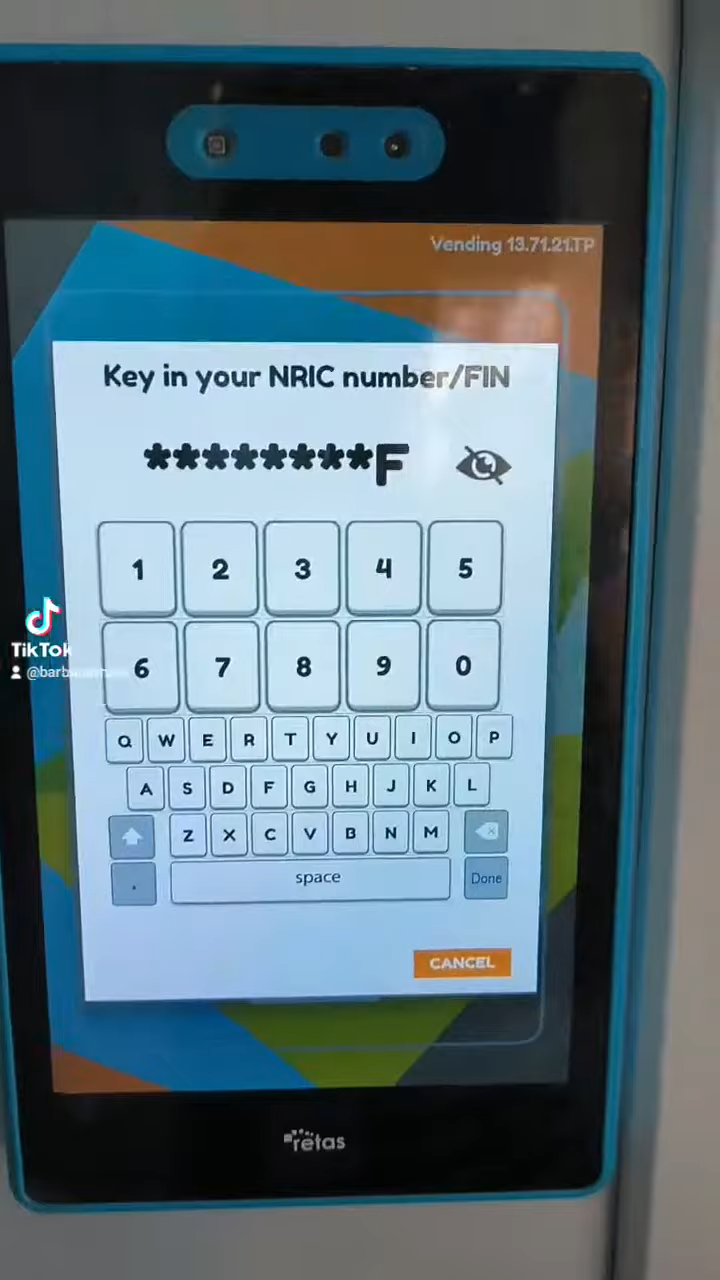 Vending 13.71.21.TP
Key in your NRIC number/FIN
********F
1 2 3 4 5
6 7 8 9 0
Q W E R T Y U I O P
A S D F G H J K L
Z X C V B N M
. space Done
CANCEL
retas
TikTok